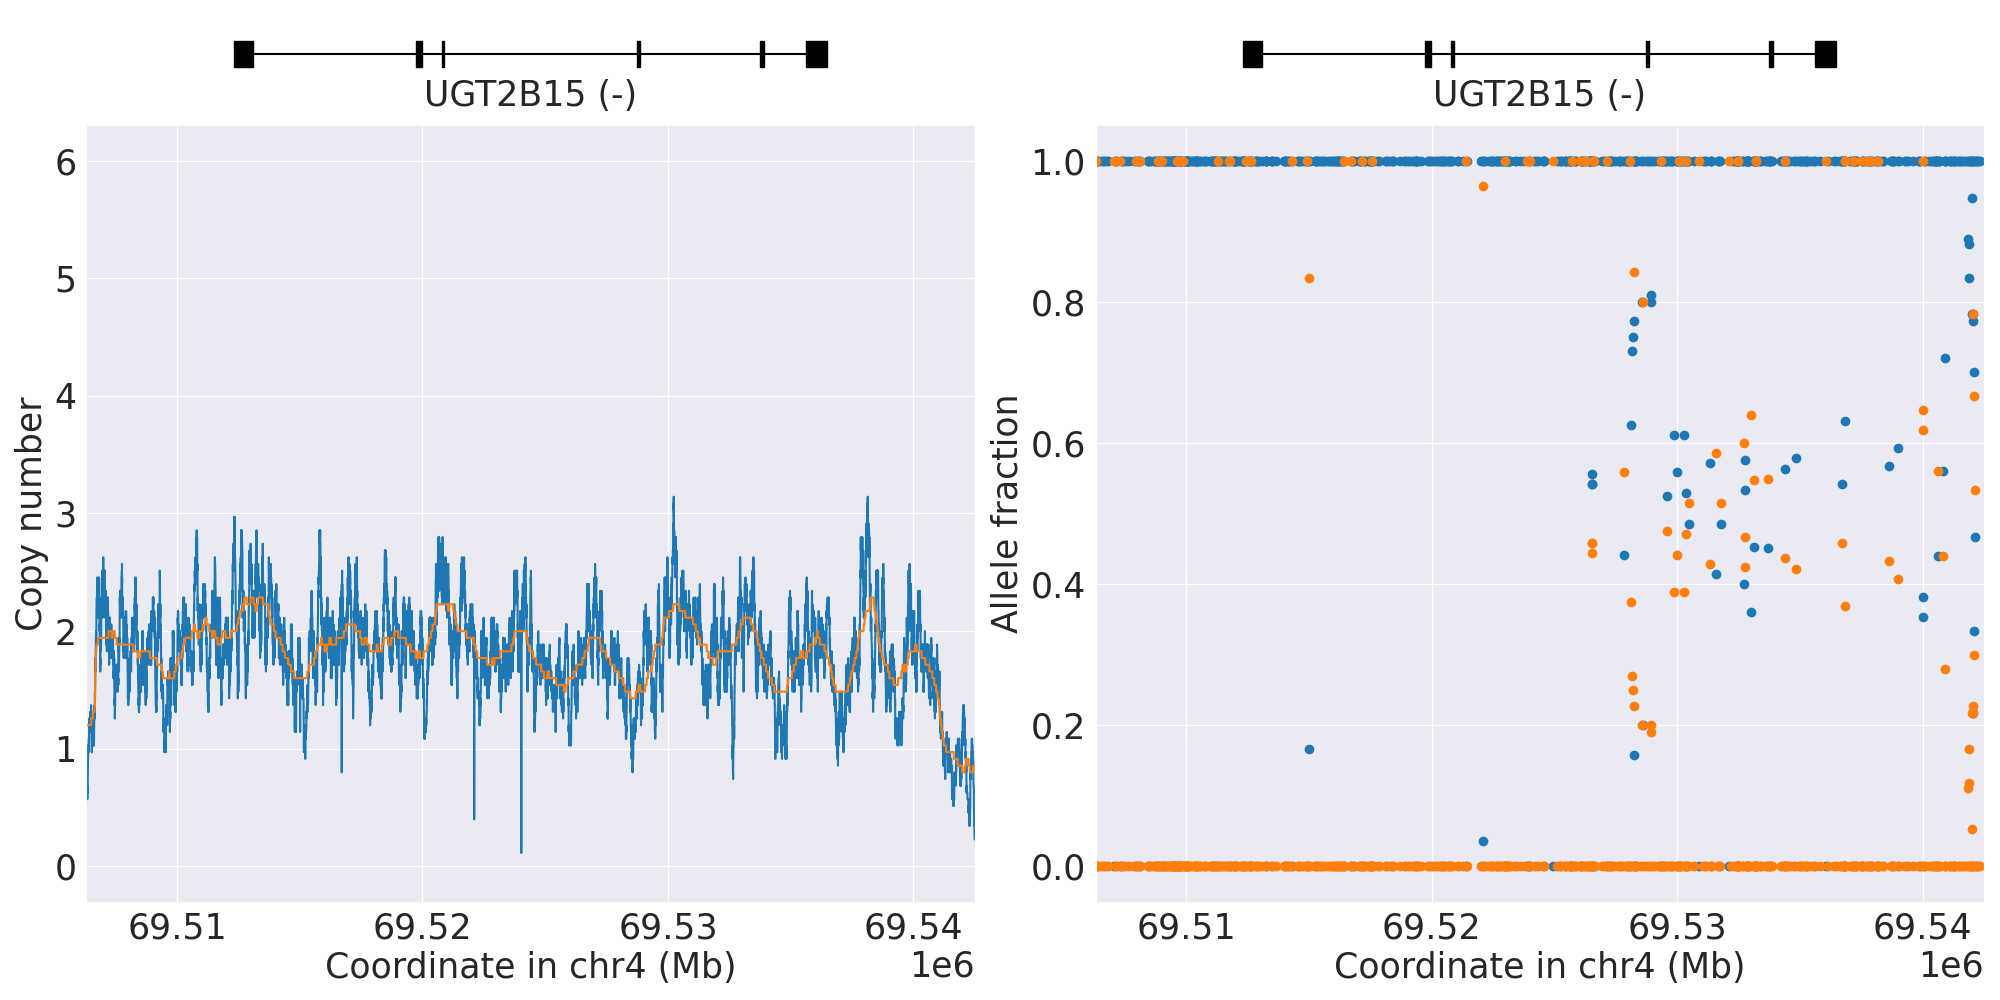 UGT2B15 (-)
6
5
4
3
2
1
0
Copy number
69.51 69.52 69.53 69.54
Coordinate in chr4 (Mb)
1e6
UGT2B15 (-)
1.0
0.8
0.6
0.4
0.2
0.0
Allele fraction
69.51 69.52 69.53 69.54
Coordinate in chr4 (Mb)
1e6